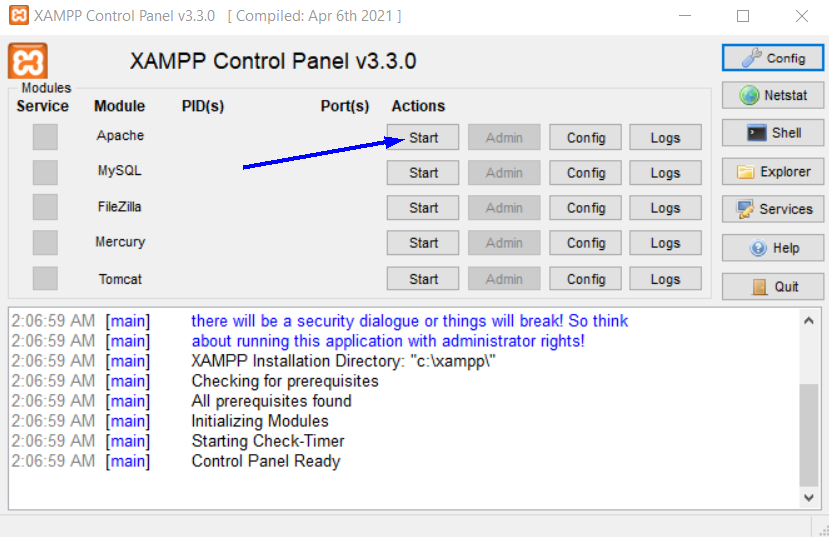 XAMPP Control Panel v3.3.0 [ Compiled: Apr 6th 2021 ]
XAMPP Control Panel v3.3.0
Config
Modules
Service Module PID(s) Port(s) Actions
Netstat
Apache Start Admin Config Logs
Shell
MySQL Start Admin Config Logs
Explorer
FileZilla Start Admin Config Logs
Services
Mercury Start Admin Config Logs
Help
Tomcat Start Admin Config Logs
Quit
2:06:59 AM [main] there will be a security dialogue or things will break! So think
2:06:59 AM [main] about running this application with administrator rights!
2:06:59 AM [main] XAMPP Installation Directory: "c:\xampp\"
2:06:59 AM [main] Checking for prerequisites
2:06:59 AM [main] All prerequisites found
2:06:59 AM [main] Initializing Modules
2:06:59 AM [main] Starting Check-Timer
2:06:59 AM [main] Control Panel Ready